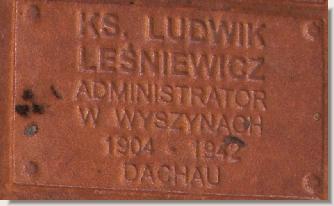 KS. LUDWIK
LEŚNIEWICZ
ADMINISTRATOR
W WYSZYNACH
1904 - 1942
DACHAU